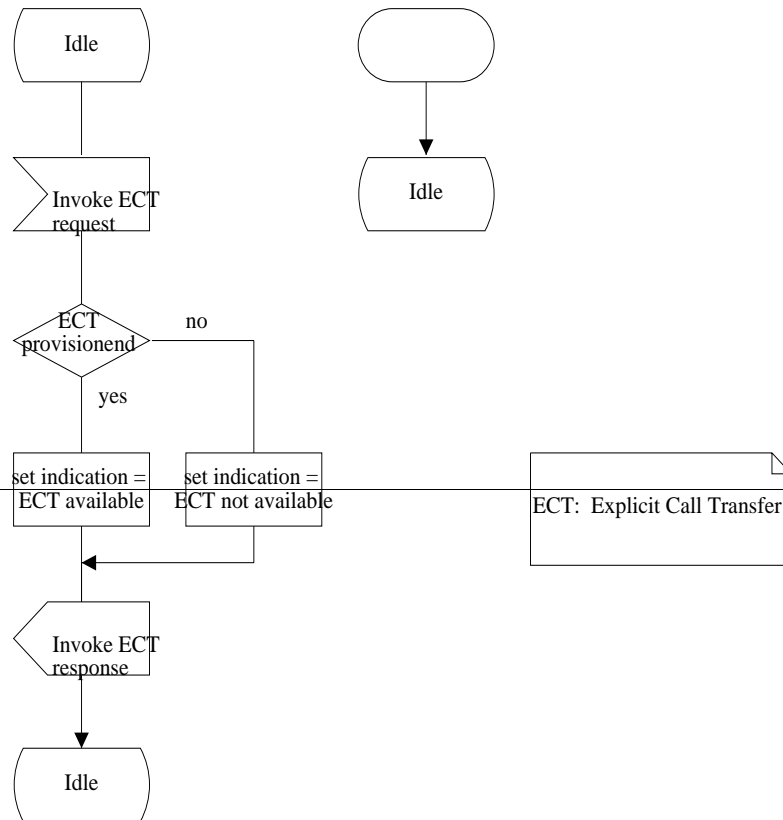 Idle
Idle
Invoke ECT
request
ECT
provisionend
no
yes
set indication =
ECT available
set indication =
ECT not available
ECT: Explicit Call Transfer
Invoke ECT
response
Idle